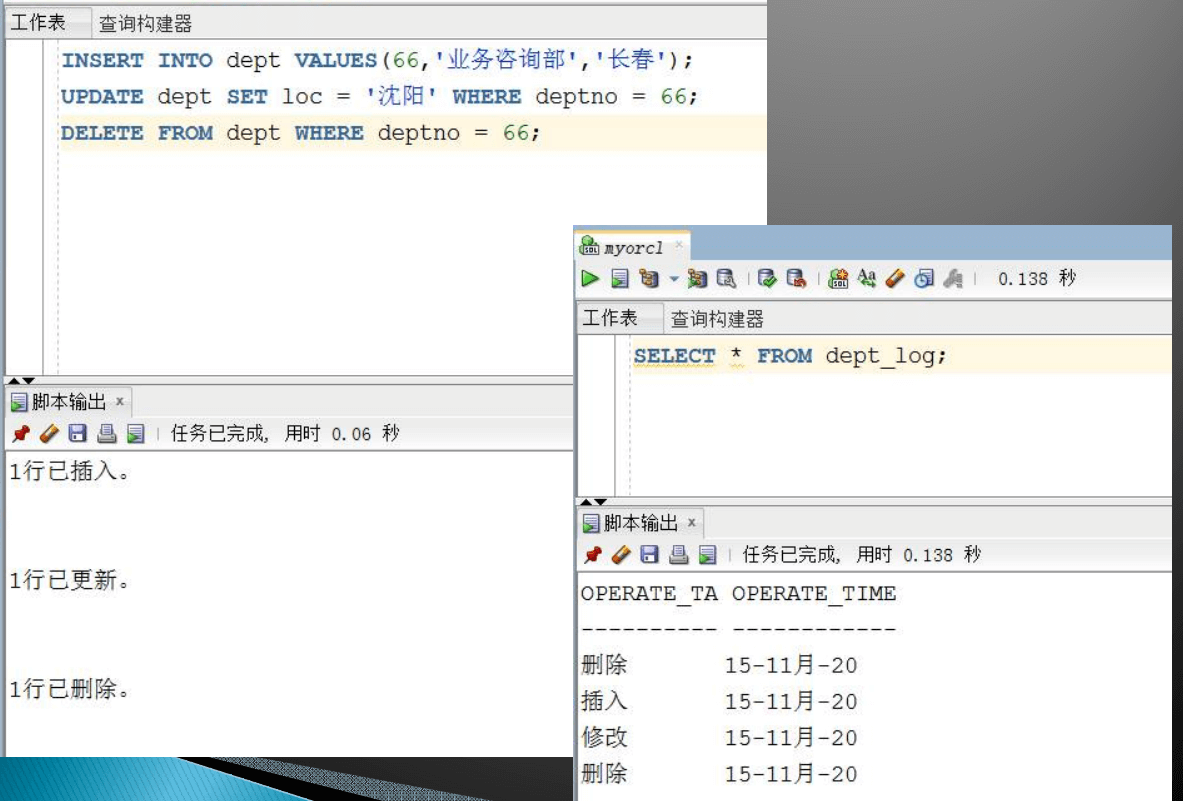 工作表 查询构建器
INSERT INTO dept VALUES(66,'业务咨询部','长春');
UPDATE dept SET loc = '沈阳' WHERE deptno = 66;
DELETE FROM dept WHERE deptno = 66;
脚本输出 x
任务已完成, 用时 0.06 秒
1行已插入。
1行已更新。
1行已删除。
myorcl
0.138 秒
工作表 查询构建器
SELECT * FROM dept_log;
脚本输出 x
任务已完成, 用时 0.138 秒
OPERATE_TA OPERATE_TIME
---------- ------------
删除 15-11月-20
插入 15-11月-20
修改 15-11月-20
删除 15-11月-20